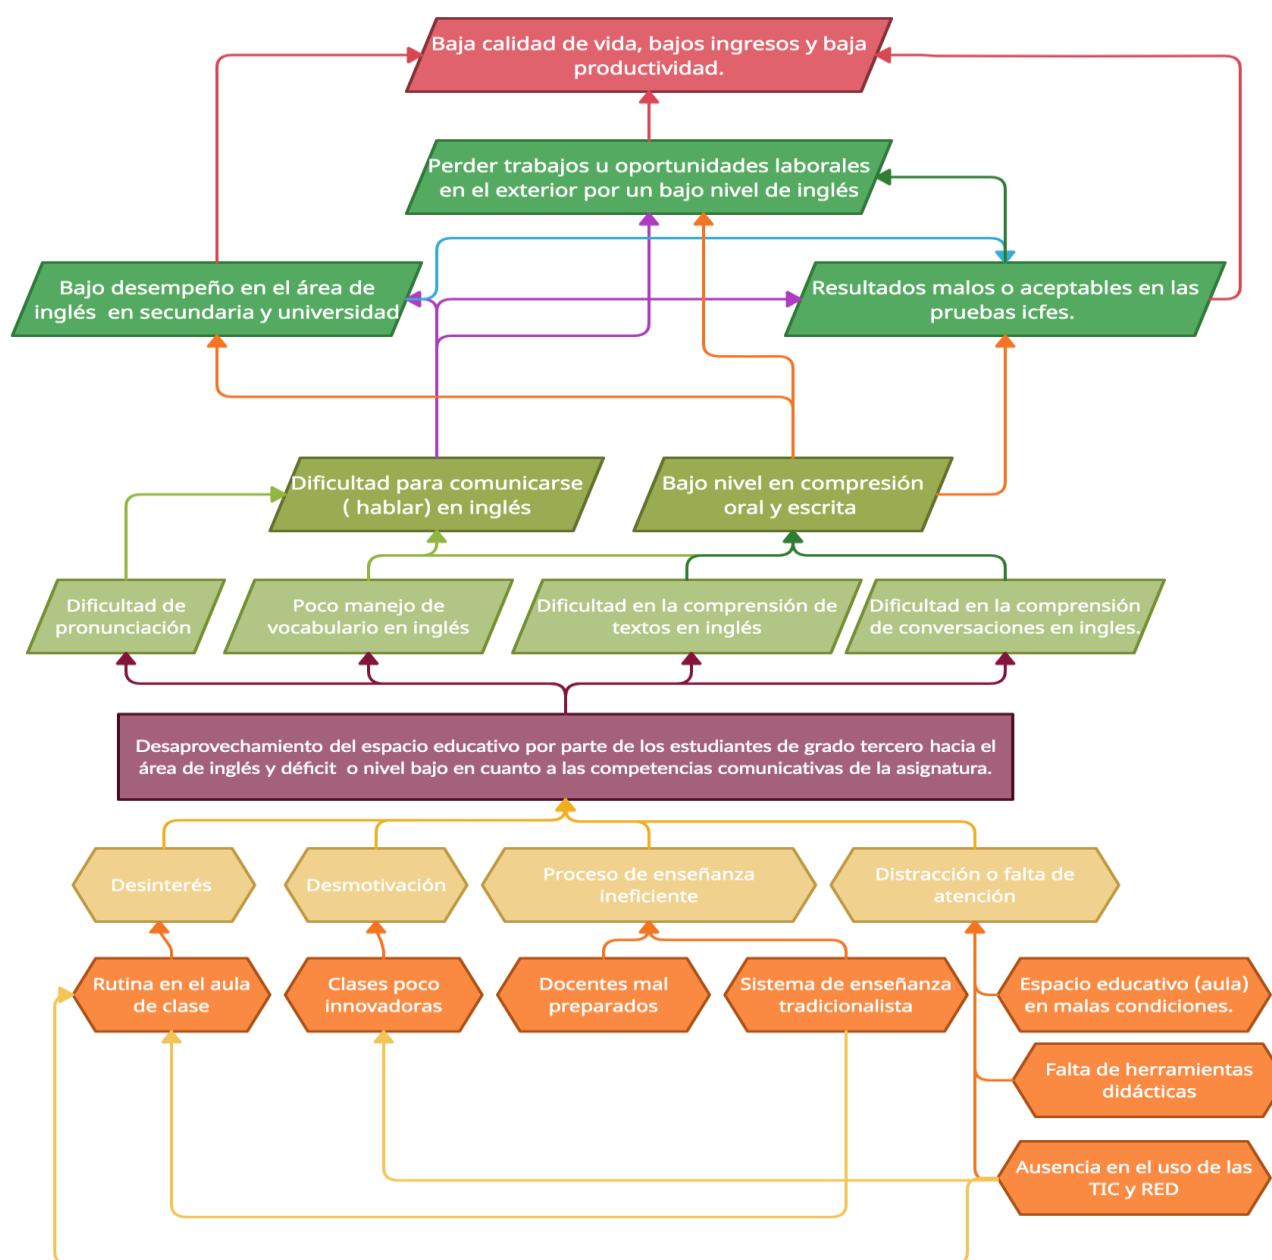 Baja calidad de vida, bajos ingresos y baja
productividad.
Perder trabajos u oportunidades laborales
en el exterior por un bajo nivel de inglés
Bajo desempeño en el área de
inglés en secundaria y universidad
Resultados malos o aceptables en las
pruebas icfes.
Dificultad para comunicarse
( hablar) en inglés
Bajo nivel en compresión
oral y escrita
Dificultad de
pronunciación
Poco manejo de
vocabulario en inglés
Dificultad en la comprensión de
textos en inglés
Dificultad en la comprensión
de conversaciones en ingles.
Desaprovechamiento del espacio educativo por parte de los estudiantes de grado tercero hacia el
área de inglés y déficit o nivel bajo en cuanto a las competencias comunicativas de la asignatura.
Desinterés
Desmotivación
Proceso de enseñanza
ineficiente
Distracción o falta de
atención
Rutina en el aula
de clase
Clases poco
innovadoras
Docentes mal
preparados
Sistema de enseñanza
tradicionalista
Espacio educativo (aula)
en malas condiciones.
Falta de herramientas
didácticas
Ausencia en el uso de las
TIC y RED